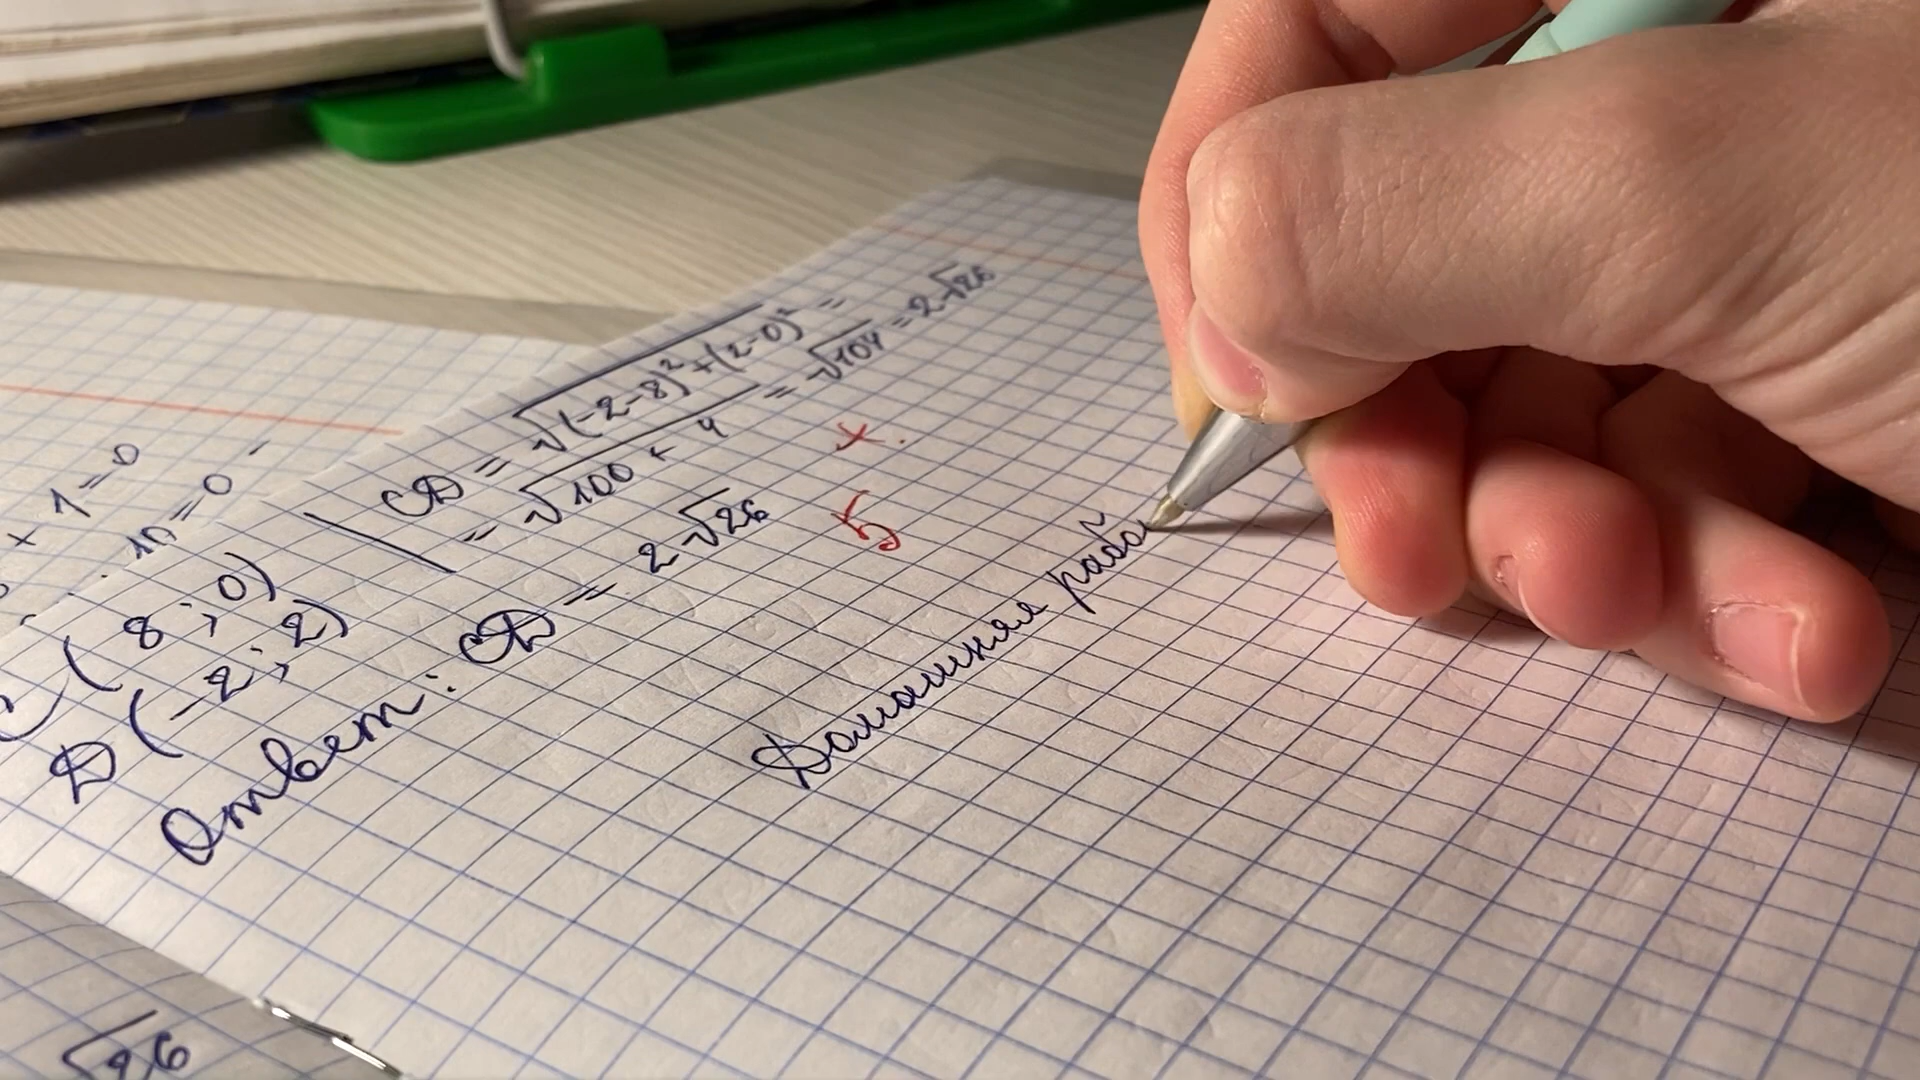 + 1 = 0
10 = 0 -
C (8 ; 0)
D (-2 ; 2)
CD = √(-2-8)² + (2-0)² =
= √100 + 4 = √104 = 2√26
Ответ: CD = 2√26
х.
5
Домашняя рабо
√26